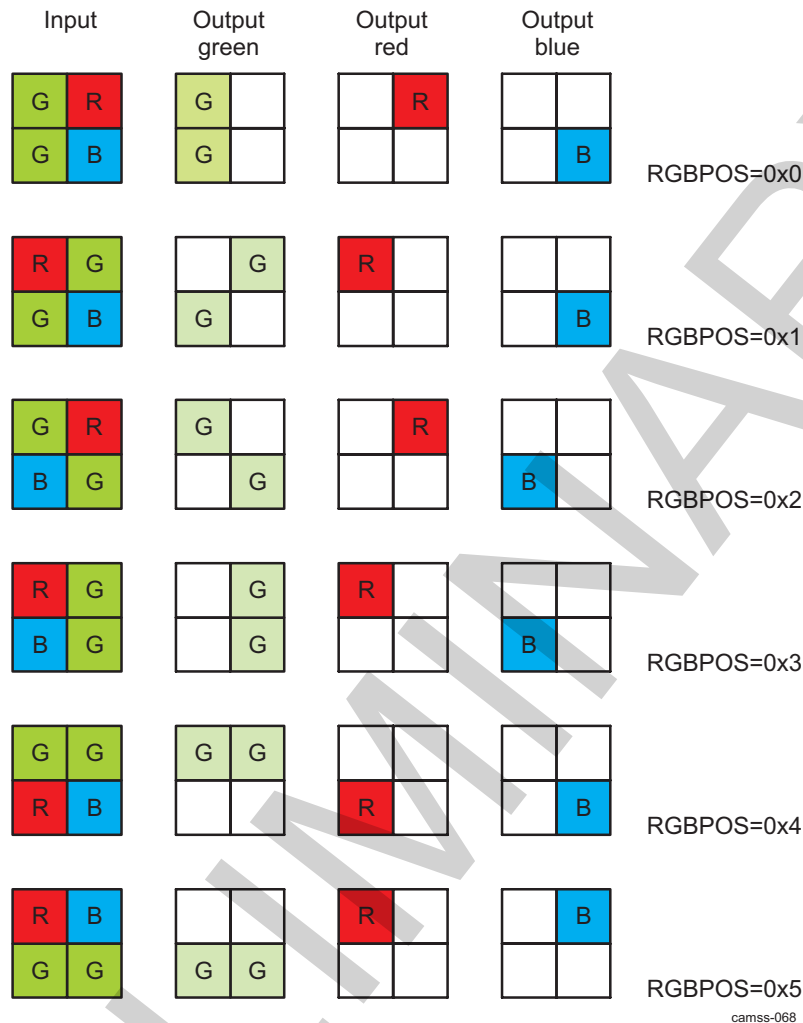 Input Output green Output red Output blue
G R G R
G B G B
RGBPOS=0x0
R G G R
G B G B
RGBPOS=0x1
G R G R
B G G B
RGBPOS=0x2
R G G R
B G G B
RGBPOS=0x3
G G G G
R B R B
RGBPOS=0x4
R B R B
G G G G
RGBPOS=0x5
camss-068